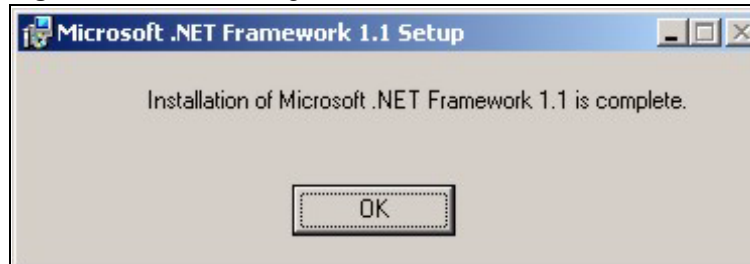 Microsoft .NET Framework 1.1 Setup
Installation of Microsoft .NET Framework 1.1 is complete.
OK